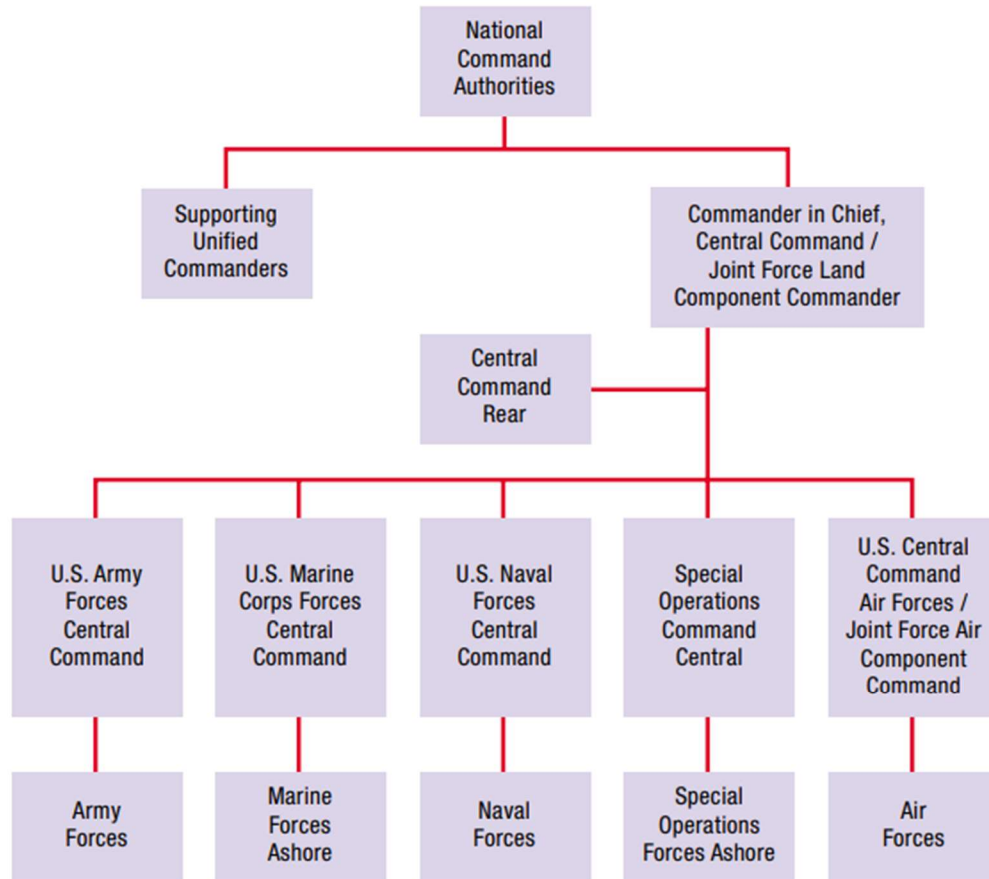 National
Command
Authorities
Supporting
Unified
Commanders
Commander in Chief,
Central Command /
Joint Force Land
Component Commander
Central
Command
Rear
U.S. Army
Forces
Central
Command
U.S. Marine
Corps Forces
Central
Command
U.S. Naval
Forces
Central
Command
Special
Operations
Command
Central
U.S. Central
Command
Air Forces /
Joint Force Air
Component
Command
Army
Forces
Marine
Forces
Ashore
Naval
Forces
Special
Operations
Forces Ashore
Air
Forces